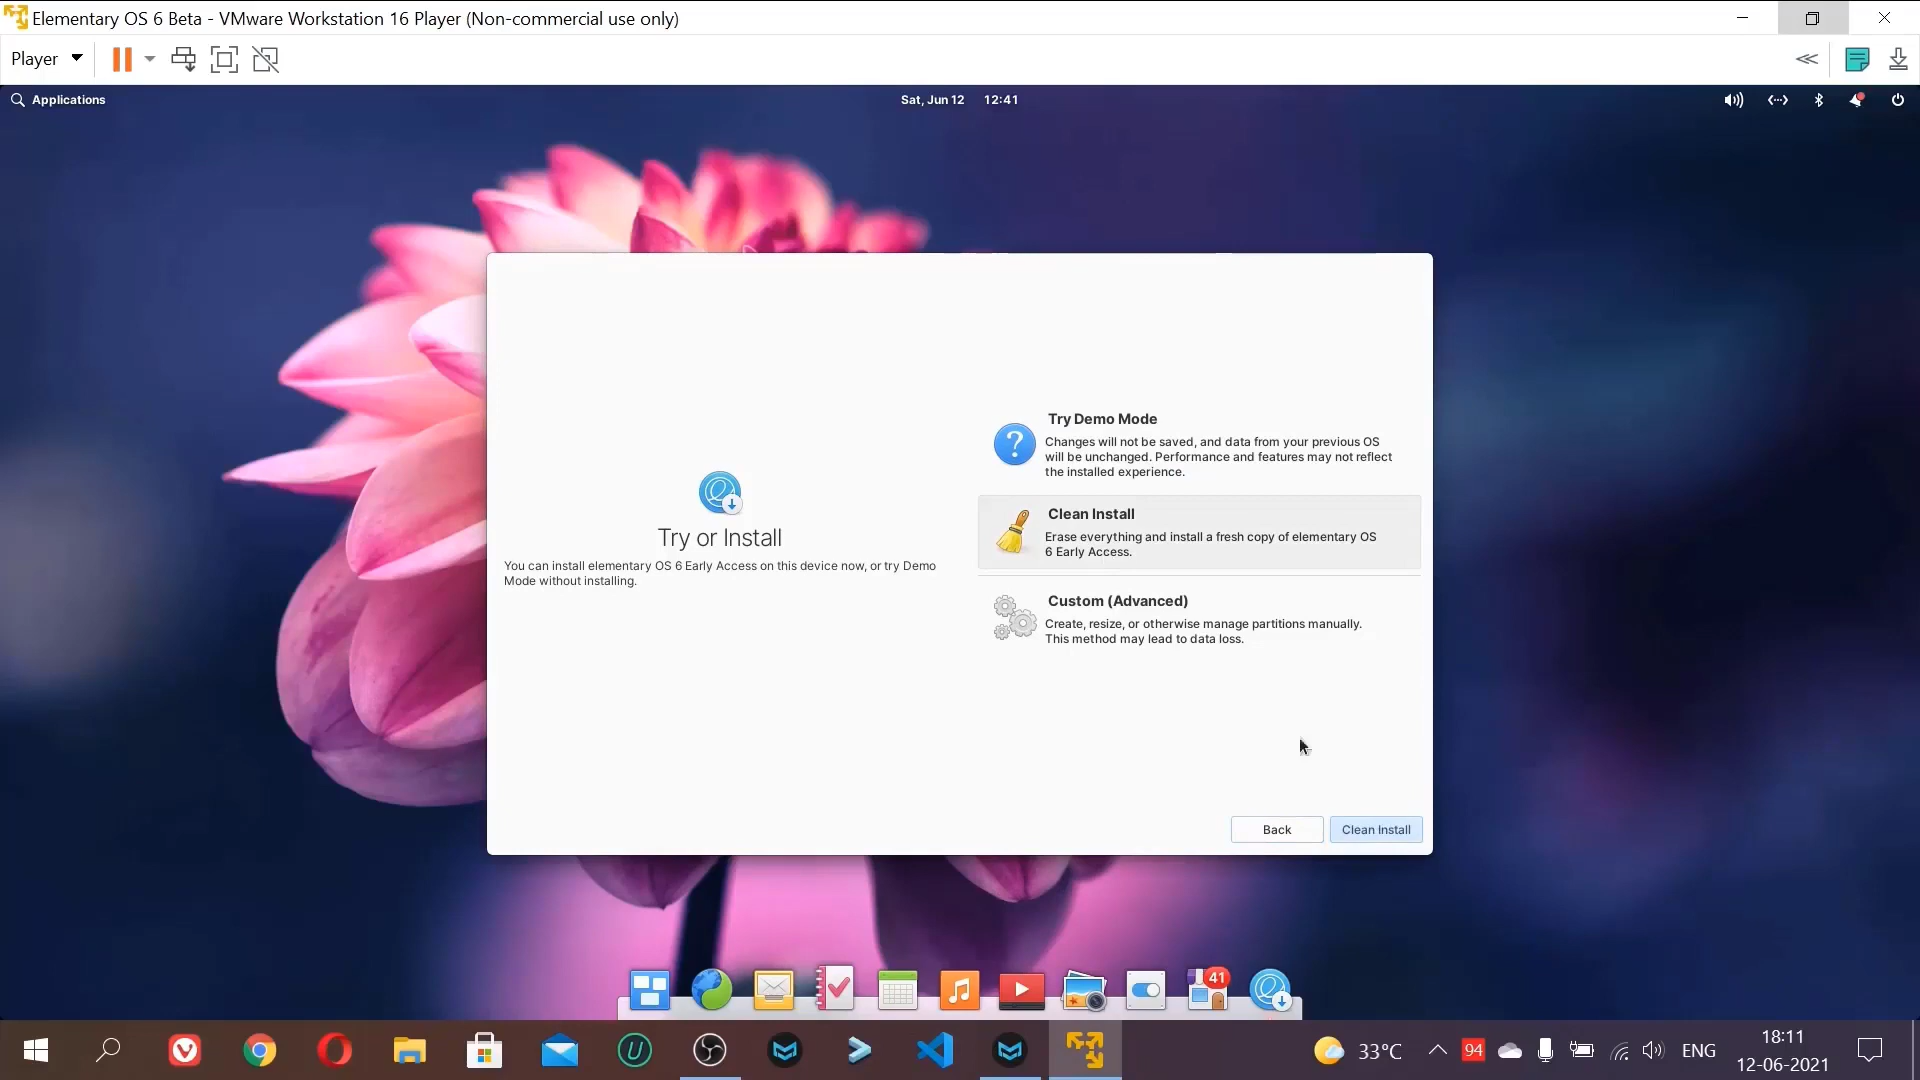 Elementary OS 6 Beta - VMware Workstation 16 Player (Non-commercial use only)
Player
Applications
Sat, Jun 12 12:41
Try or Install
You can install elementary OS 6 Early Access on this device now, or try Demo
Mode without installing.
Try Demo Mode
Changes will not be saved, and data from your previous OS
will be unchanged. Performance and features may not reflect
the installed experience.
Clean Install
Erase everything and install a fresh copy of elementary OS
6 Early Access.
Custom (Advanced)
Create, resize, or otherwise manage partitions manually.
This method may lead to data loss.
Back
Clean Install
41
33°C
94
ENG
18:11
12-06-2021